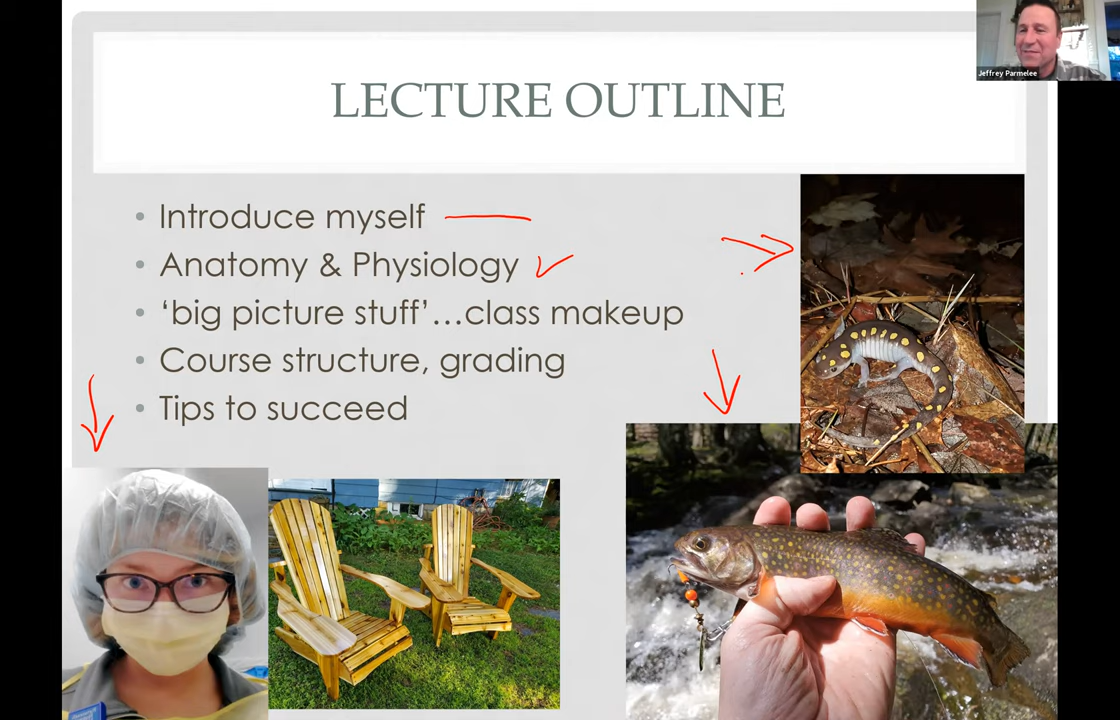 LECTURE OUTLINE
Jeffrey Parmelee
• Introduce myself
• Anatomy & Physiology
• ‘big picture stuff’…class makeup
• Course structure, grading
• Tips to succeed